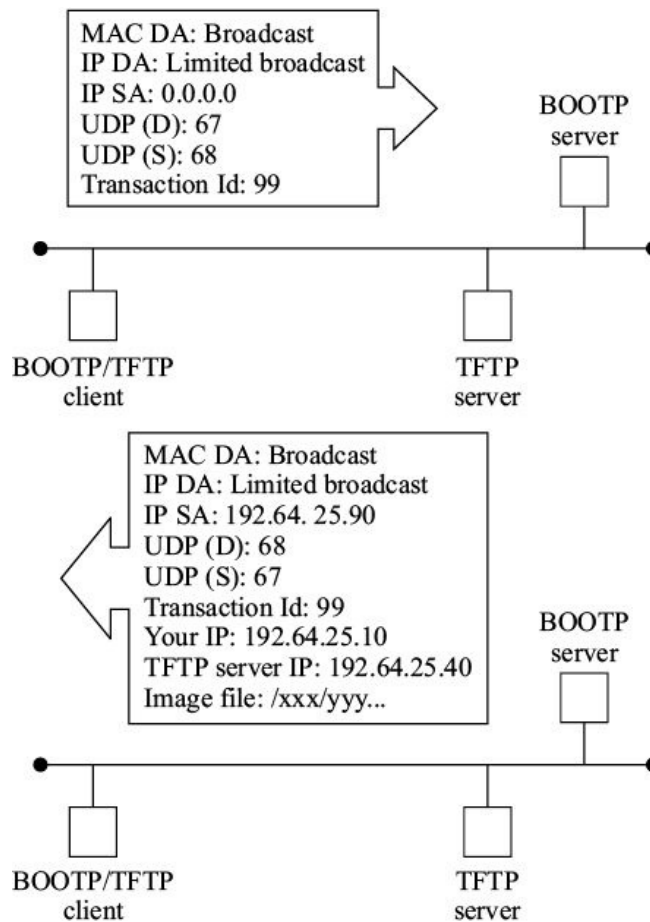 MAC DA: Broadcast
IP DA: Limited broadcast
IP SA: 0.0.0.0
UDP (D): 67
UDP (S): 68
Transaction Id: 99
BOOTP
server
BOOTP/TFTP
client
TFTP
server
MAC DA: Broadcast
IP DA: Limited broadcast
IP SA: 192.64. 25.90
UDP (D): 68
UDP (S): 67
Transaction Id: 99
Your IP: 192.64.25.10
TFTP server IP: 192.64.25.40
Image file: /xxx/yyy...
BOOTP
server
BOOTP/TFTP
client
TFTP
server